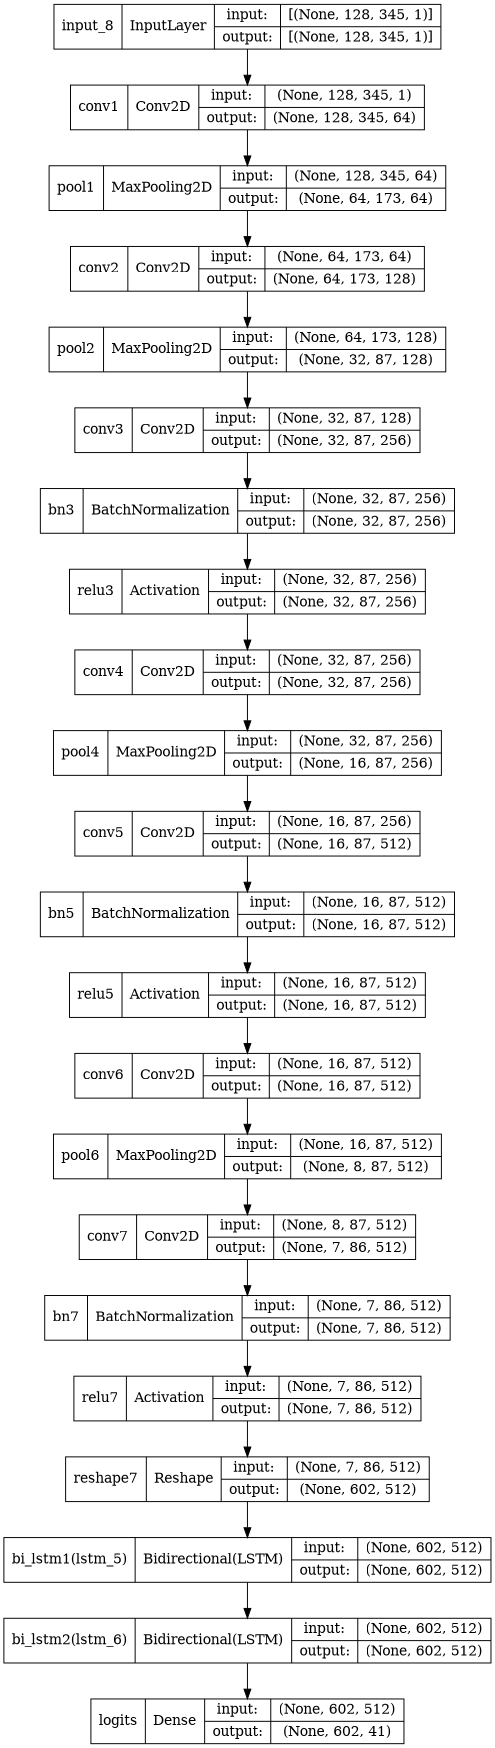 input_8 InputLayer input: [(None, 128, 345, 1)]
output: [(None, 128, 345, 1)]
conv1 Conv2D input: (None, 128, 345, 1)
output: (None, 128, 345, 64)
pool1 MaxPooling2D input: (None, 128, 345, 64)
output: (None, 64, 173, 64)
conv2 Conv2D input: (None, 64, 173, 64)
output: (None, 64, 173, 128)
pool2 MaxPooling2D input: (None, 64, 173, 128)
output: (None, 32, 87, 128)
conv3 Conv2D input: (None, 32, 87, 128)
output: (None, 32, 87, 256)
bn3 BatchNormalization input: (None, 32, 87, 256)
output: (None, 32, 87, 256)
relu3 Activation input: (None, 32, 87, 256)
output: (None, 32, 87, 256)
conv4 Conv2D input: (None, 32, 87, 256)
output: (None, 32, 87, 256)
pool4 MaxPooling2D input: (None, 32, 87, 256)
output: (None, 16, 87, 256)
conv5 Conv2D input: (None, 16, 87, 256)
output: (None, 16, 87, 512)
bn5 BatchNormalization input: (None, 16, 87, 512)
output: (None, 16, 87, 512)
relu5 Activation input: (None, 16, 87, 512)
output: (None, 16, 87, 512)
conv6 Conv2D input: (None, 16, 87, 512)
output: (None, 16, 87, 512)
pool6 MaxPooling2D input: (None, 16, 87, 512)
output: (None, 8, 87, 512)
conv7 Conv2D input: (None, 8, 87, 512)
output: (None, 7, 86, 512)
bn7 BatchNormalization input: (None, 7, 86, 512)
output: (None, 7, 86, 512)
relu7 Activation input: (None, 7, 86, 512)
output: (None, 7, 86, 512)
reshape7 Reshape input: (None, 7, 86, 512)
output: (None, 602, 512)
bi_lstm1(lstm_5) Bidirectional(LSTM) input: (None, 602, 512)
output: (None, 602, 512)
bi_lstm2(lstm_6) Bidirectional(LSTM) input: (None, 602, 512)
output: (None, 602, 512)
logits Dense input: (None, 602, 512)
output: (None, 602, 41)